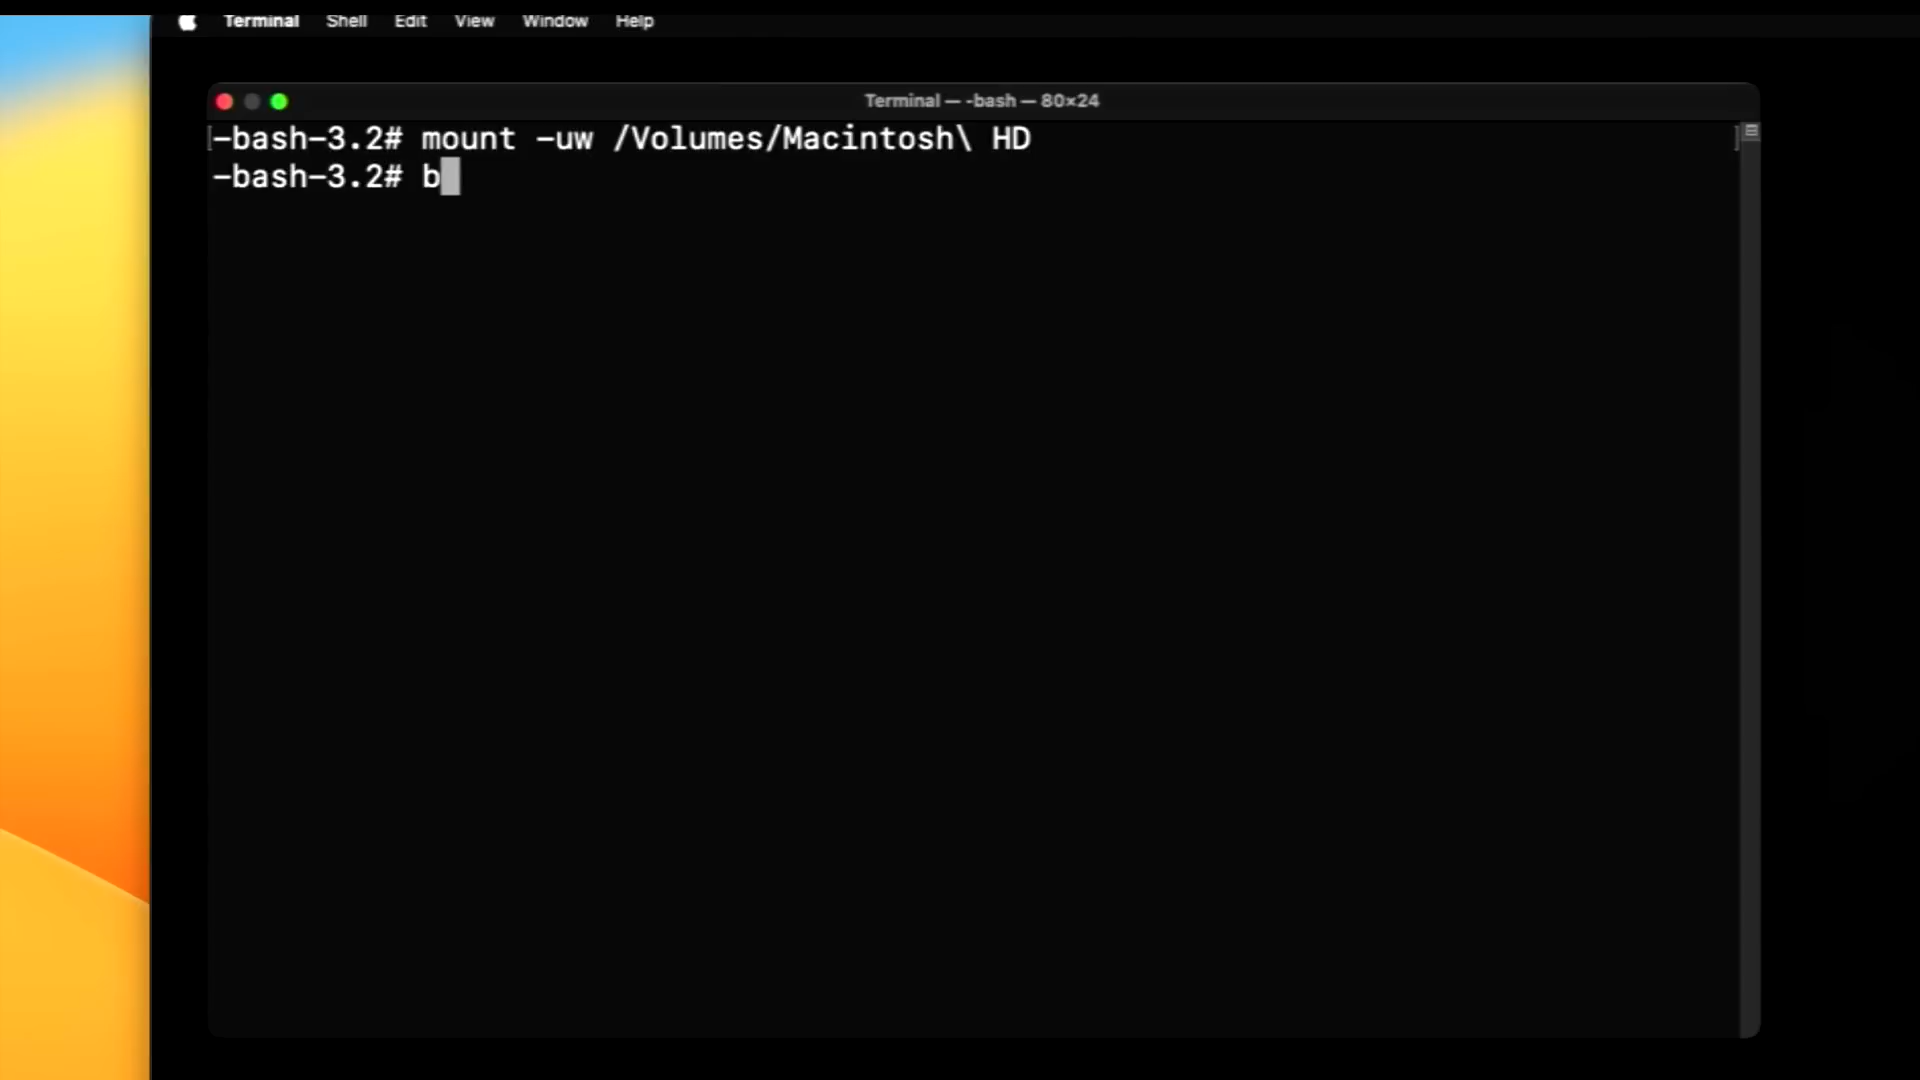 Terminal Shell Edit View Window Help
Terminal — -bash — 80×24
-bash-3.2# mount -uw /Volumes/Macintosh\ HD
-bash-3.2# b